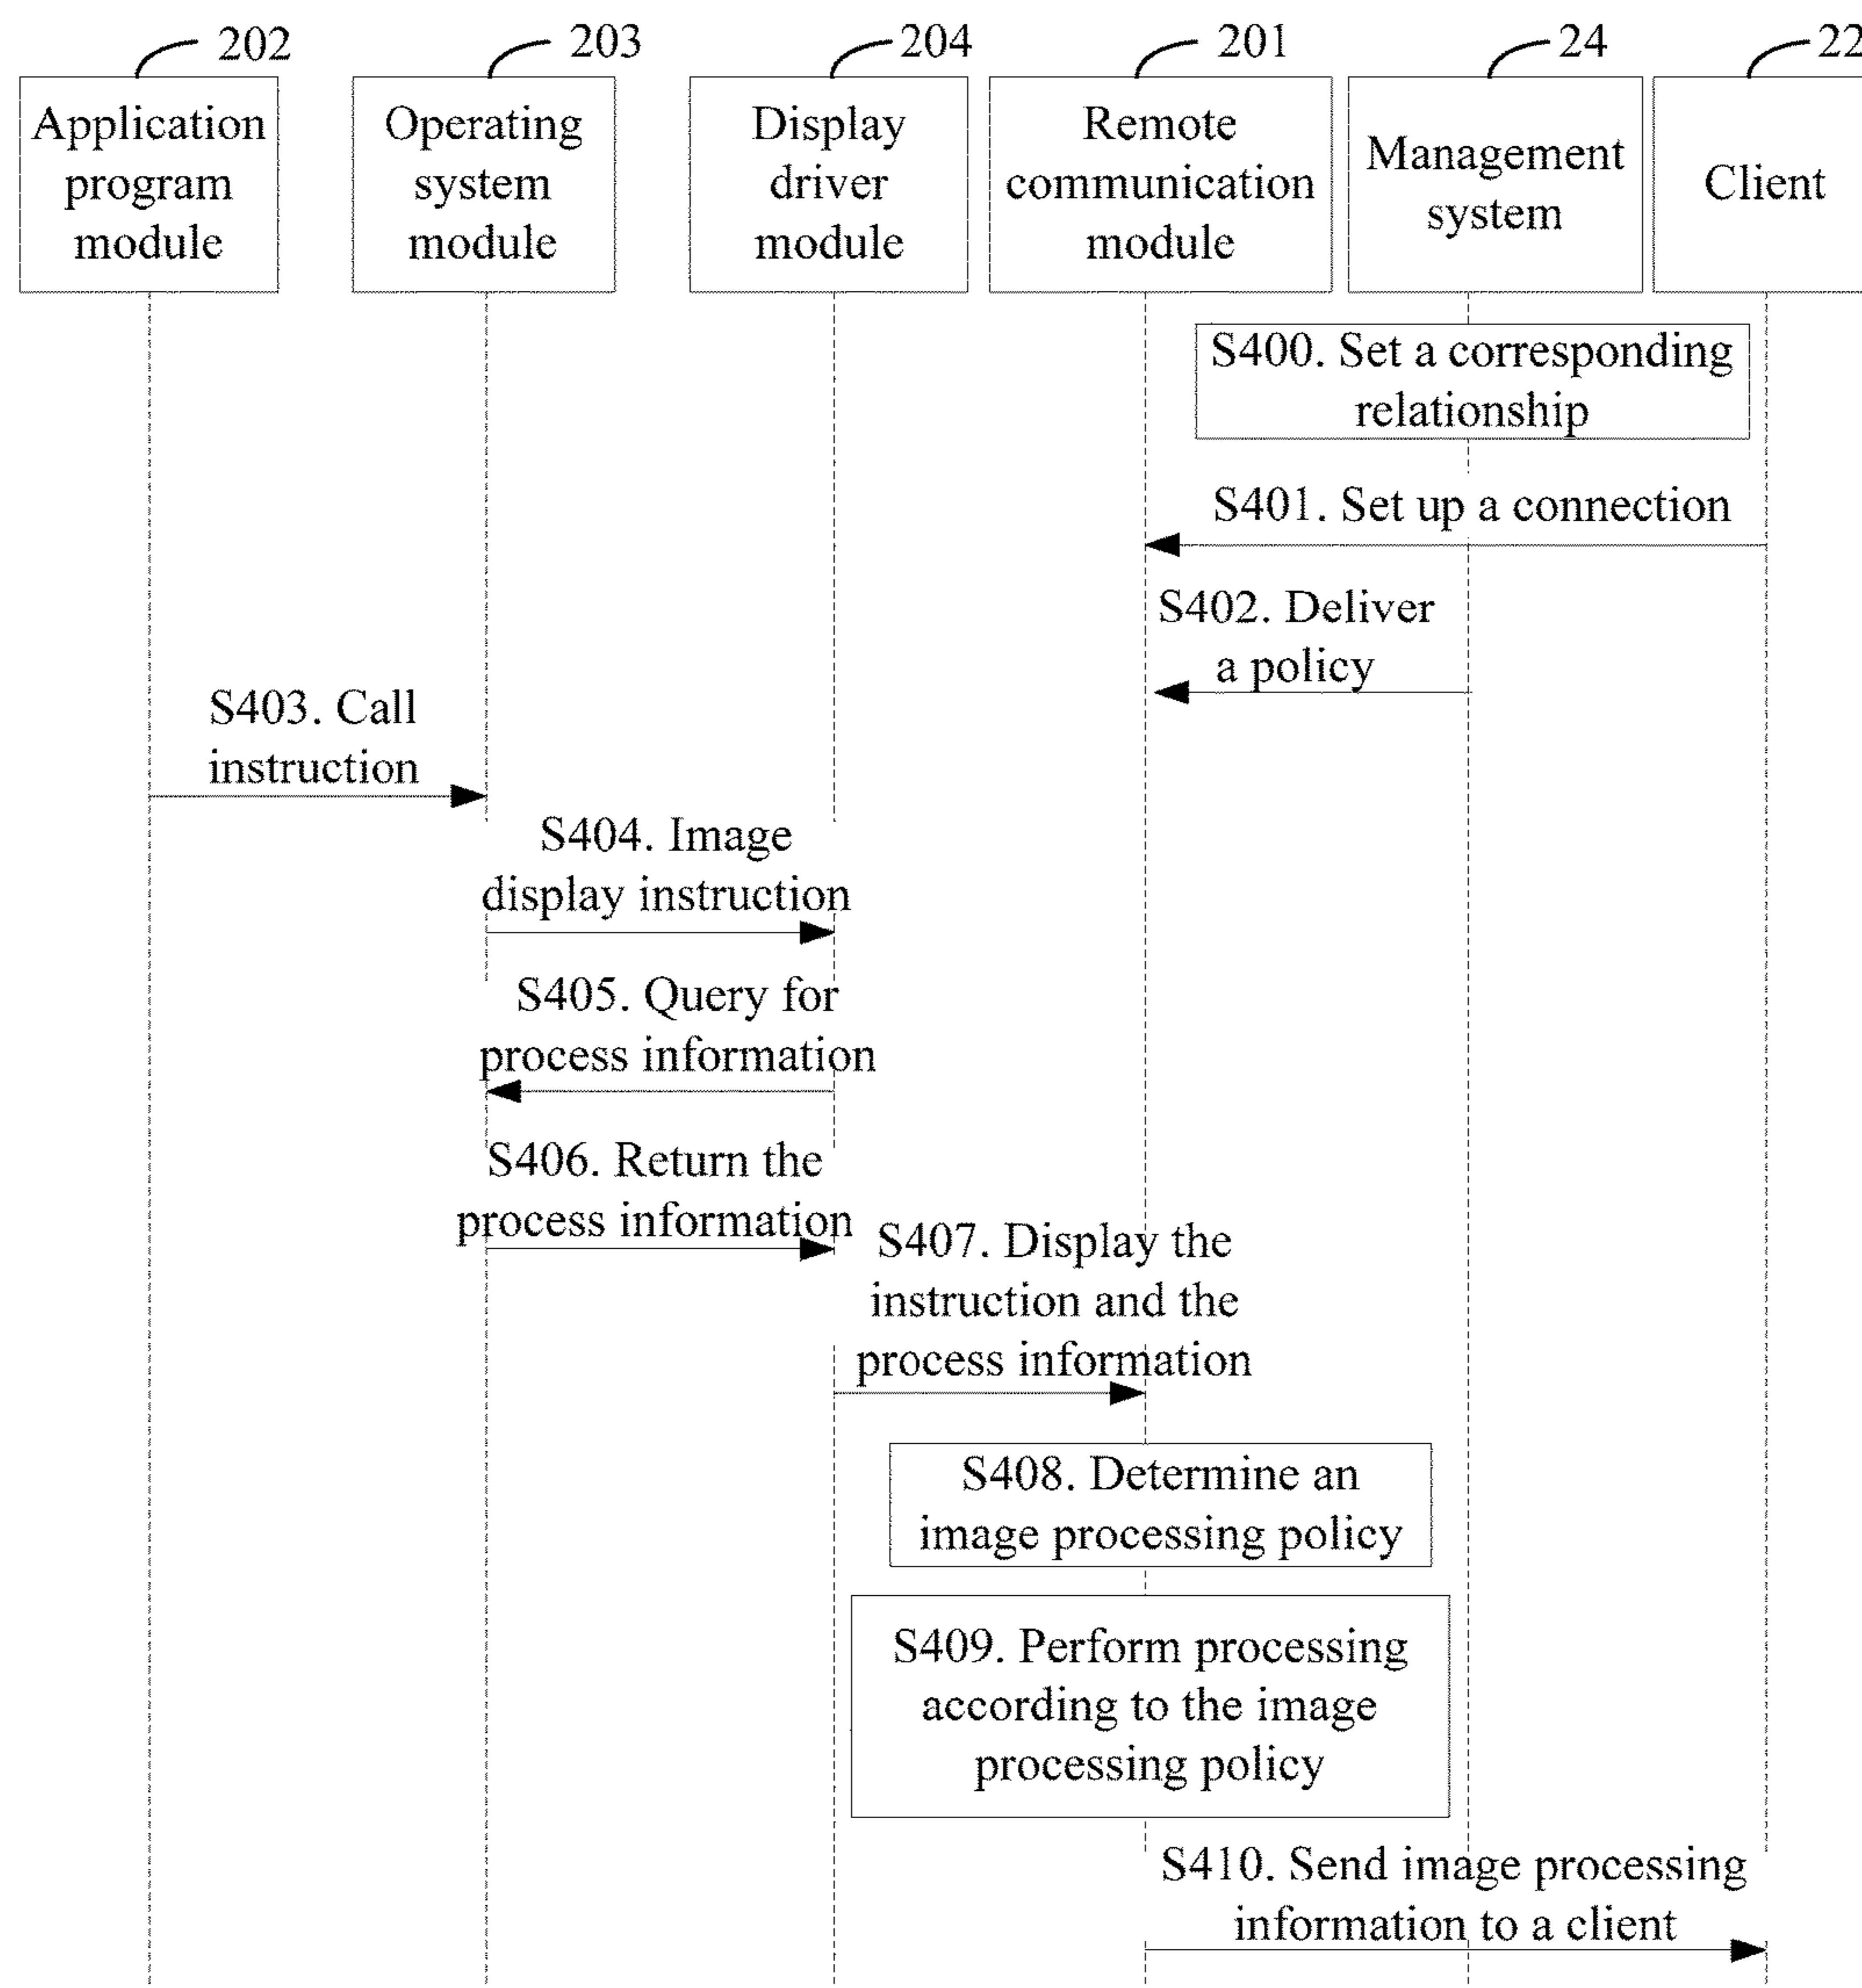 202
203
204
201
24
22
Application
program
module
Operating
system
module
Display
driver
module
Remote
communication
module
Management
system
Client
S400. Set a corresponding
relationship
S401. Set up a connection
S402. Deliver
a policy
S403. Call
instruction
S404. Image
display instruction
S405. Query for
process information
S406. Return the
process information
S407. Display the
instruction and the
process information
S408. Determine an
image processing policy
S409. Perform processing
according to the image
processing policy
S410. Send image processing
information to a client